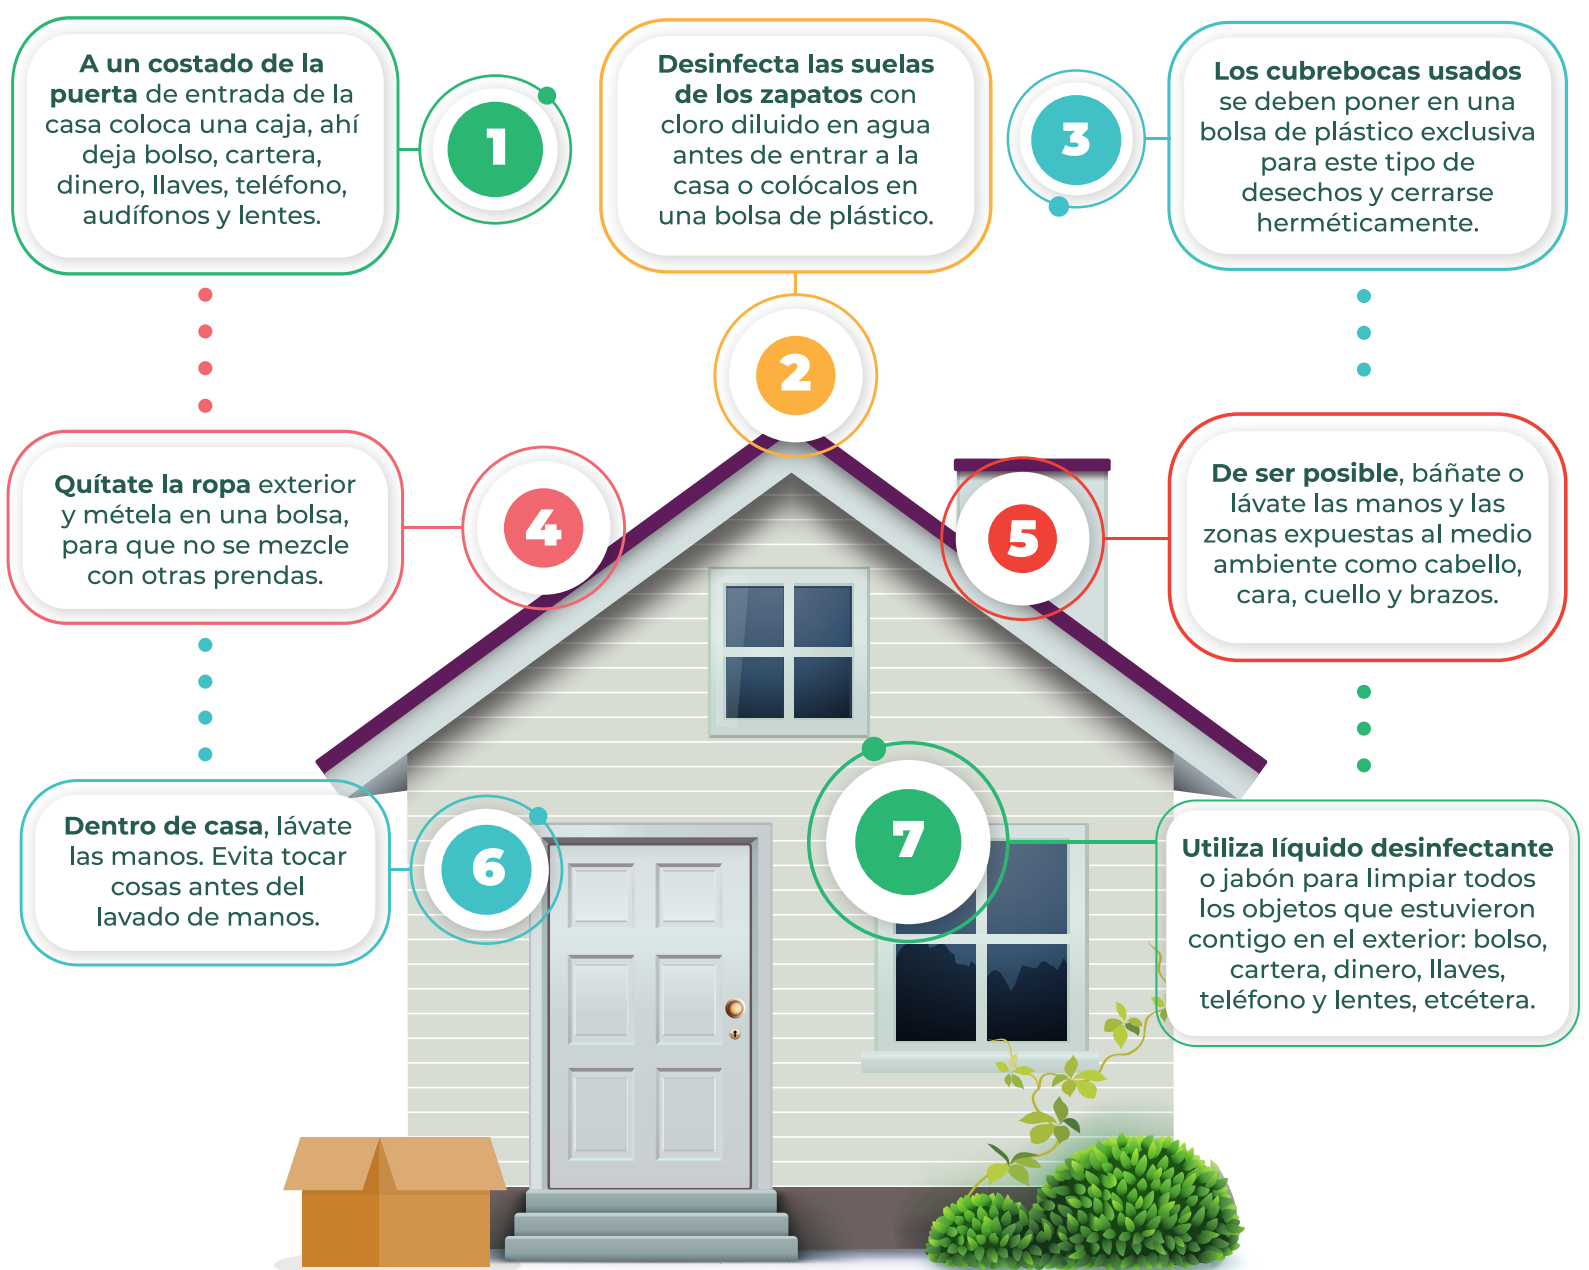 A un costado de la
puerta de entrada de la
casa coloca una caja, ahí
deja bolso, cartera,
dinero, llaves, teléfono,
audífonos y lentes.
1
Desinfecta las suelas
de los zapatos con
cloro diluido en agua
antes de entrar a la
casa o colócalos en
una bolsa de plástico.
2
3
Los cubrebocas usados
se deben poner en una
bolsa de plástico exclusiva
para este tipo de
desechos y cerrarse
herméticamente.
Quítate la ropa exterior
y métela en una bolsa,
para que no se mezcle
con otras prendas.
4
5
De ser posible, báñate o
lávate las manos y las
zonas expuestas al medio
ambiente como cabello,
cara, cuello y brazos.
Dentro de casa, lávate
las manos. Evita tocar
cosas antes del
lavado de manos.
6
7
Utiliza líquido desinfectante
o jabón para limpiar todos
los objetos que estuvieron
contigo en el exterior: bolso,
cartera, dinero, llaves,
teléfono y lentes, etcétera.